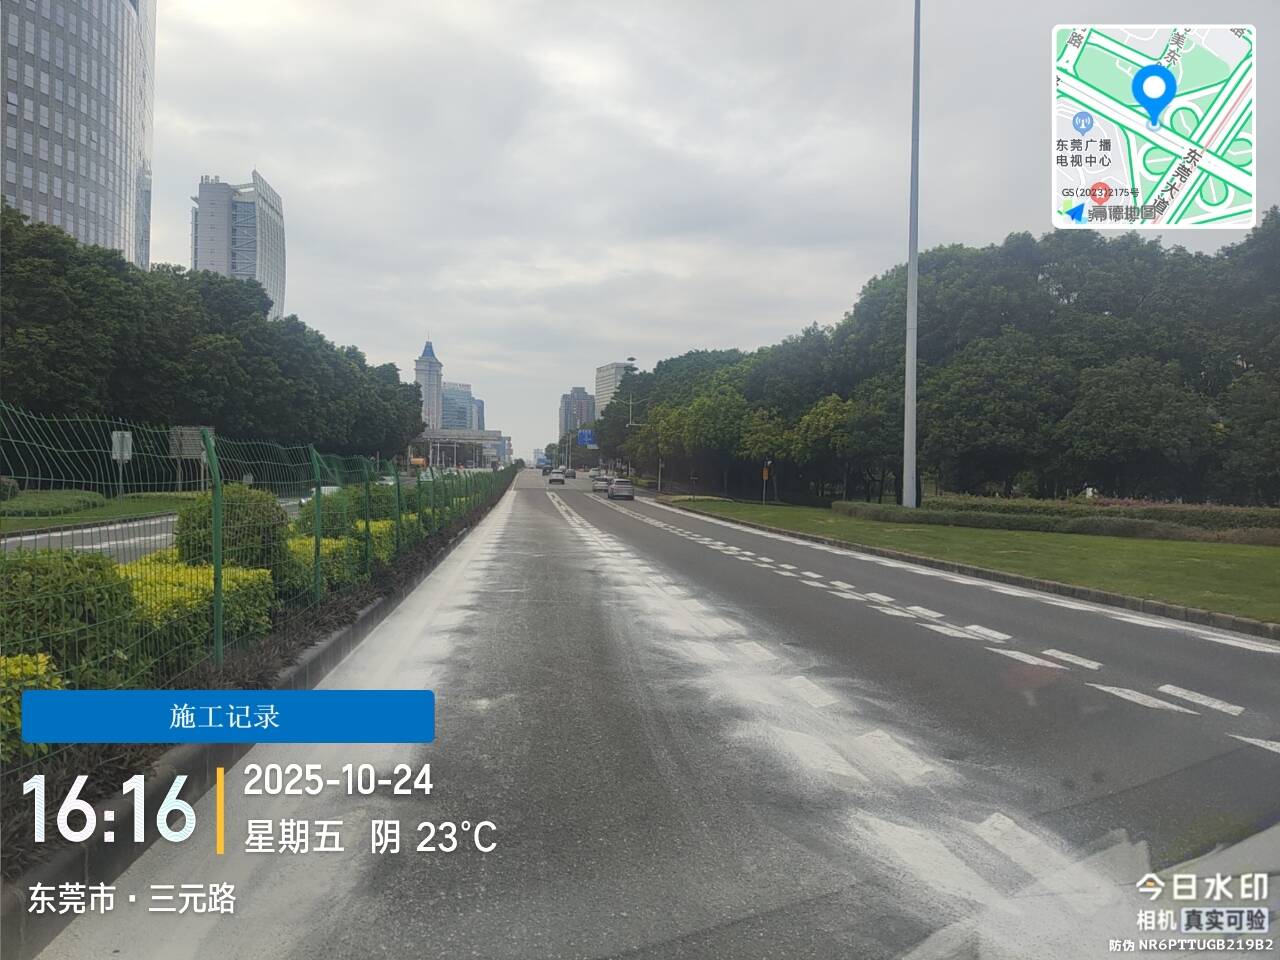 东莞广播
电视中心
东莞大道
GS(2023)2175号
高德地图
施工记录
16:16
2025-10-24
星期五 阴 23°C
东莞市·三元路
今日水印
相机 真实可验
防伪 NR6PTTUGB219B2